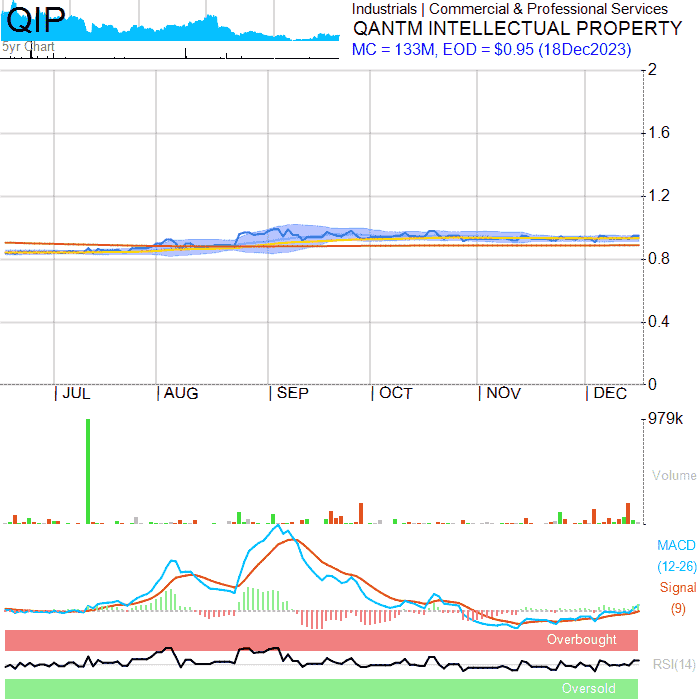 QIP
5yr Chart
Industrials | Commercial & Professional Services
QANTM INTELLECTUAL PROPERTY
MC = 133M, EOD = $0.95 (18Dec2023)
2
1.6
1.2
0.8
0.4
0
JUL AUG SEP OCT NOV DEC
979k
Volume
MACD
(12-26)
Signal
(9)
Overbought
RSI(14)
Oversold